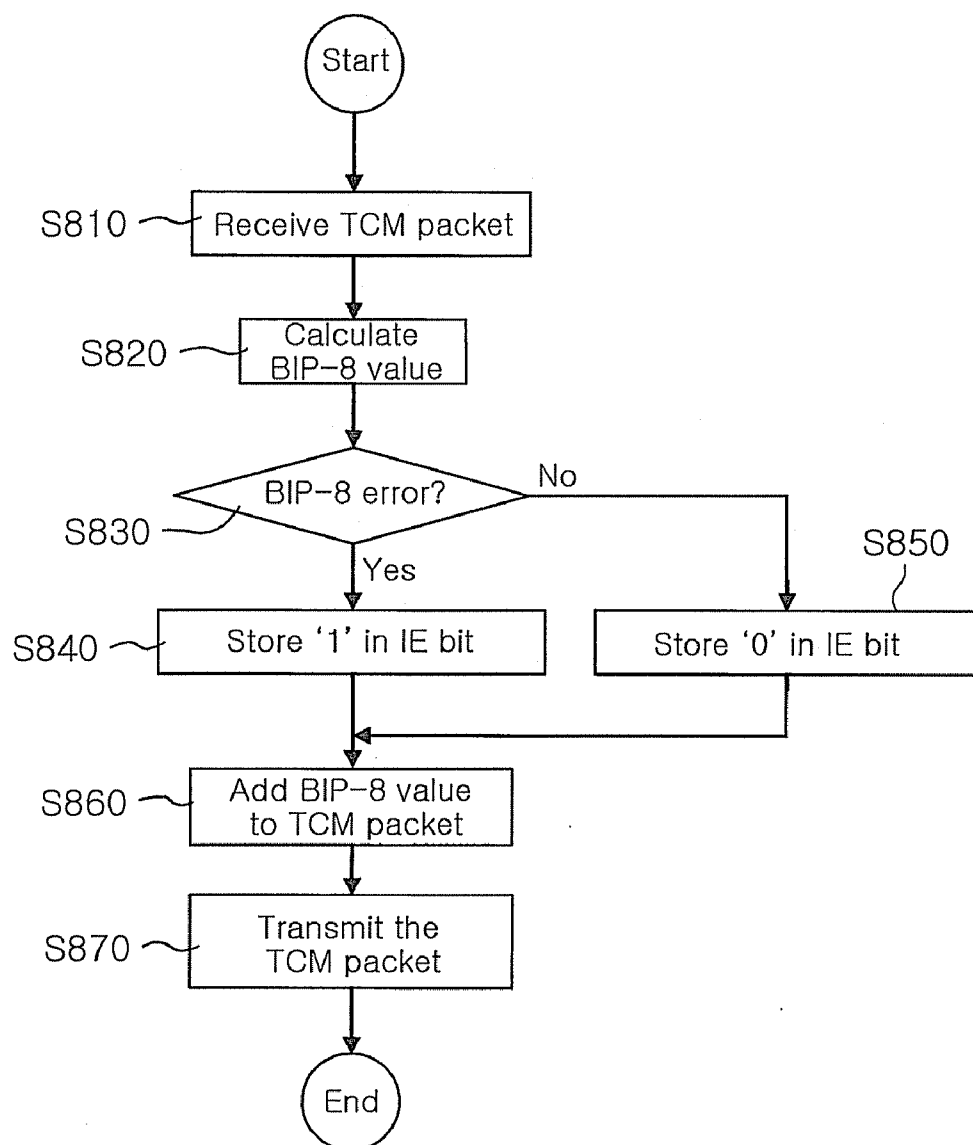 Start
S810
Receive TCM packet
S820
Calculate
BIP-8 value
S830
BIP-8 error?
No
Yes
S850
S840
Store ‘1’ in IE bit
Store ‘0’ in IE bit
S860
Add BIP-8 value
to TCM packet
S870
Transmit the
TCM packet
End